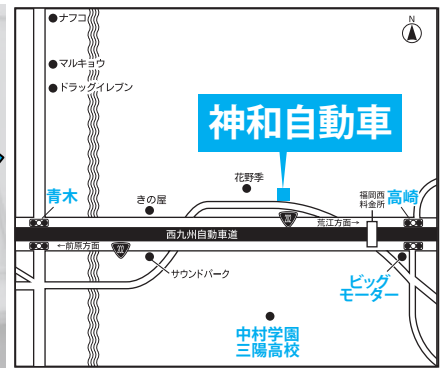 ナフコ
N
マルキョウ
ドラッグイレブン
神和自動車
花野季
青木
きの屋
福岡西
料金所
高崎
202
荒江方面→
西九州自動車道
←前原方面
202
サウンドパーク
ビッグ
モーター
中村学園
三陽高校